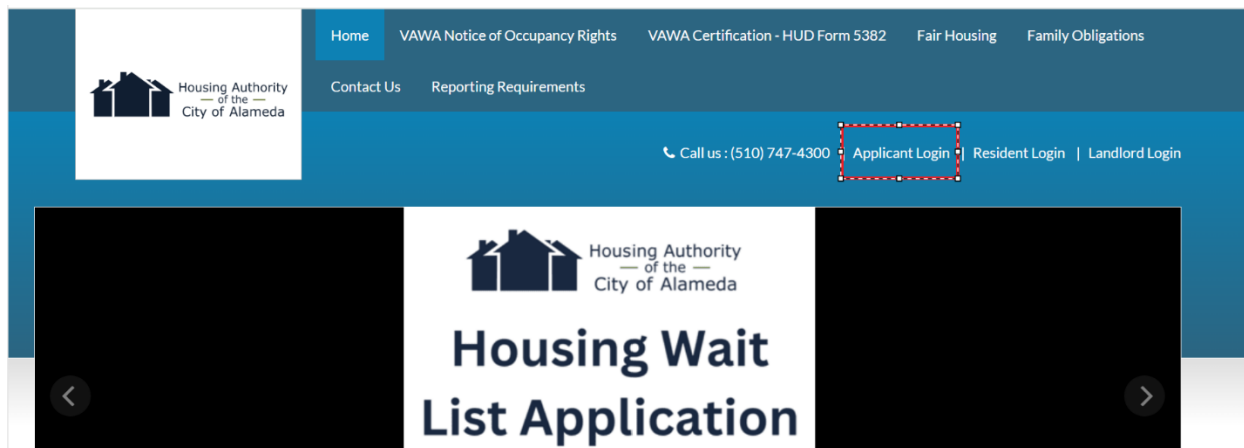 Home VAWA Notice of Occupancy Rights VAWA Certification - HUD Form 5382 Fair Housing Family Obligations
Housing Authority
of the
City of Alameda
Contact Us Reporting Requirements
Call us : (510) 747-4300 | Applicant Login | Resident Login | Landlord Login
Housing Authority
— of the —
City of Alameda
Housing Wait
List Application